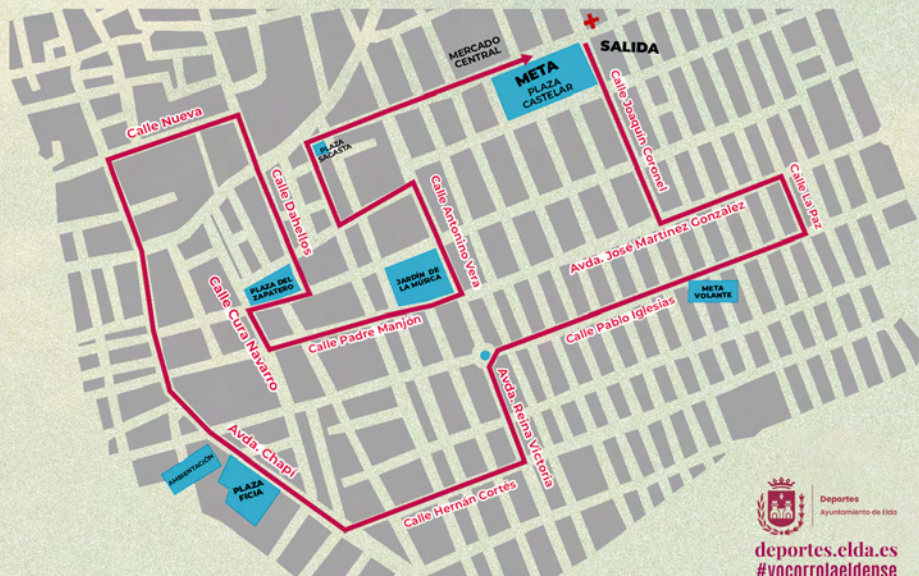 SALIDA
MERCADO
CENTRAL
META
PLAZA
CASTELAR
Calle Joaquín Coronel
Calle Nueva
PLAZA
SAGASTA
Calle Dahellos
Calle Antonino Vera
Calle La Paz
Avda. José Martínez González
PLAZA DEL
ZAPATERO
JARDÍN DE
LA MÚSICA
META
VOLANTE
Calle Cura Navarro
Calle Padre Manjón
Calle Pablo Iglesias
Avda. Reina Victoria
Avda. Chapí
AMBIENTACIÓN
PLAZA
FICIA
Calle Hernán Cortés
Deportes
Ayuntamiento de Elda
deportes.elda.es
#yocorrolaeldense